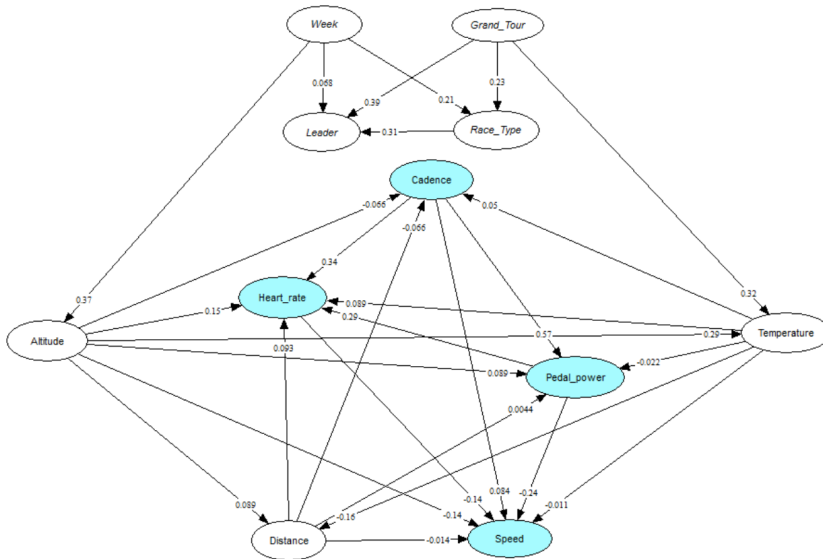 Week
Grand_Tour
0.068
0.23
0.21
0.39
Leader
0.31
Race_Type
Cadence
-0.066
0.05
-0.066
0.34
0.37
Heart_rate
0.089
0.32
0.15
0.29
0.57
Altitude
0.29
Temperature
0.093
0.089
-0.022
Pedal_power
0.0044
0.089
-0.16
-0.14
-0.14
0.084
-0.24
-0.011
Distance
-0.014
Speed